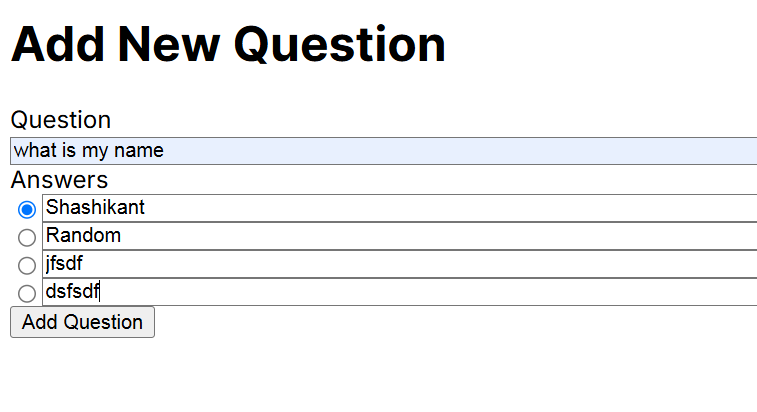 Add New Question
Question
what is my name
Answers
Shashikant
Random
jfsdf
dsfsdf
Add Question